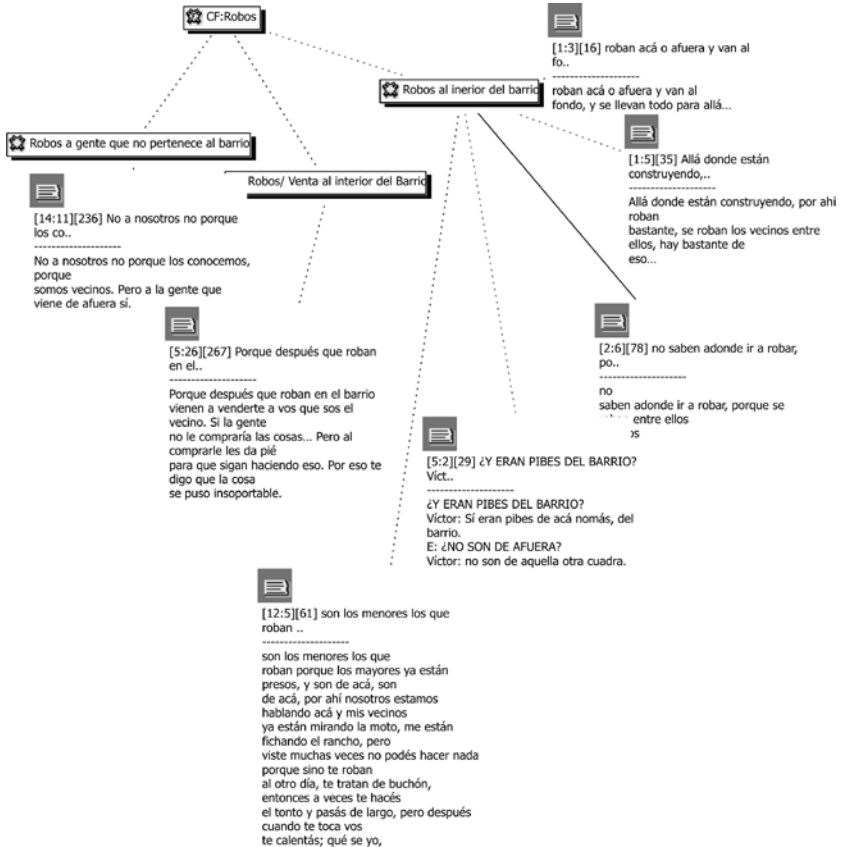 CF:Robos
Robos al inerior del barrio
Robos a gente que no pertenece al barrio
Robos/ Venta al interior del Barrio
[1:3][16] roban acá o afuera y van al
fo..
--------------------
roban acá o afuera y van al
fondo, y se llevan todo para allá...
[1:5][35] Allá donde están
construyendo,..
--------------------
Allá donde están construyendo, por ahi
roban
bastante, se roban los vecinos entre
ellos, hay bastante de
eso...
[14:11][236] No a nosotros no porque
los co..
--------------------
No a nosotros no porque los conocemos,
porque
somos vecinos. Pero a la gente que
viene de afuera sí.
[5:26][267] Porque después que roban
en el..
--------------------
Porque después que roban en el barrio
vienen a venderte a vos que sos el
vecino. Si la gente
no le compraría las cosas... Pero al
comprarle les da pié
para que sigan haciendo eso. Por eso te
digo que la cosa
se puso insoportable.
[2:6][78] no saben adonde ir a robar,
po..
--------------------
no
saben adonde ir a robar, porque se
entre ellos
[5:2][29] ¿Y ERAN PIBES DEL BARRIO?
Víct..
--------------------
¿Y ERAN PIBES DEL BARRIO?
Víctor: Sí eran pibes de acá nomás, del
barrio.
E: ¿NO SON DE AFUERA?
Víctor: no son de aquella otra cuadra.
[12:5][61] son los menores los que
roban ..
--------------------
son los menores los que
roban porque los mayores ya están
presos, y son de acá, son
de acá, por ahí nosotros estamos
hablando acá y mis vecinos
ya están mirando la moto, me están
fichando el rancho, pero
viste muchas veces no podés hacer nada
porque sino te roban
al otro día, te tratan de buchón,
entonces a veces te hacés
el tonto y pasás de largo, pero después
cuando te toca vos
te calentás; qué se yo,